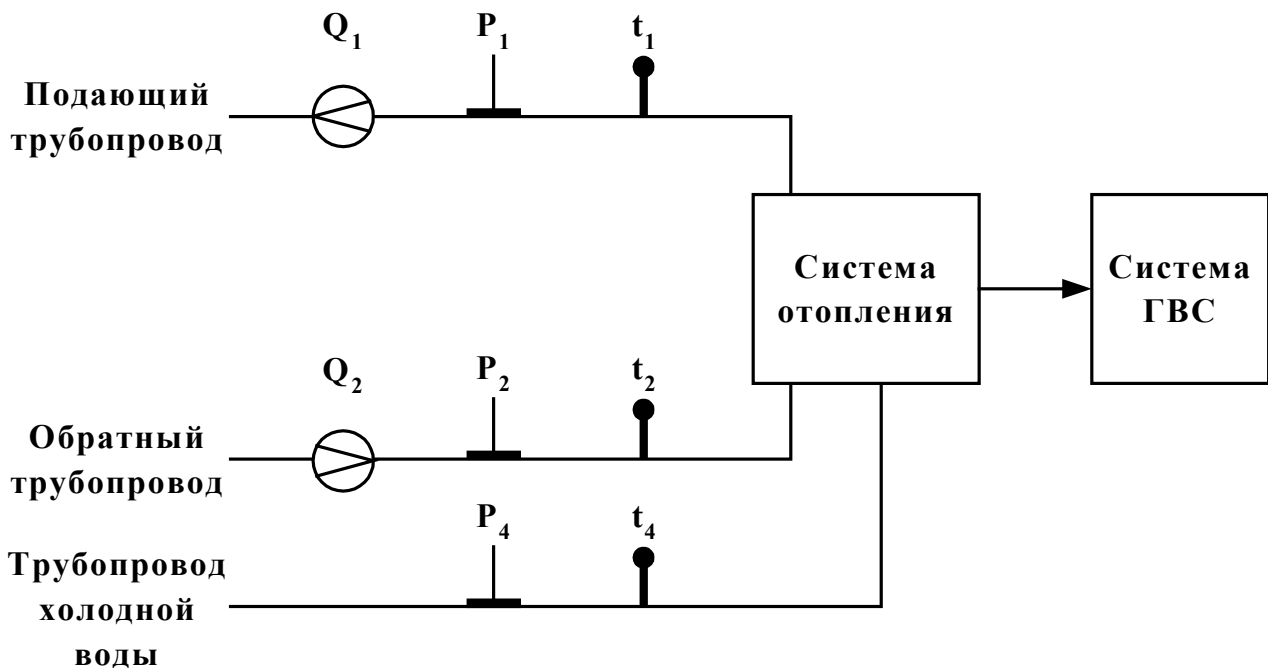 Q₁ P₁ t₁
Подающий
трубопровод
Система
отопления
Система
ГВС
Q₂ P₂ t₂
Обратный
трубопровод
P₄ t₄
Трубопровод
холодной
воды